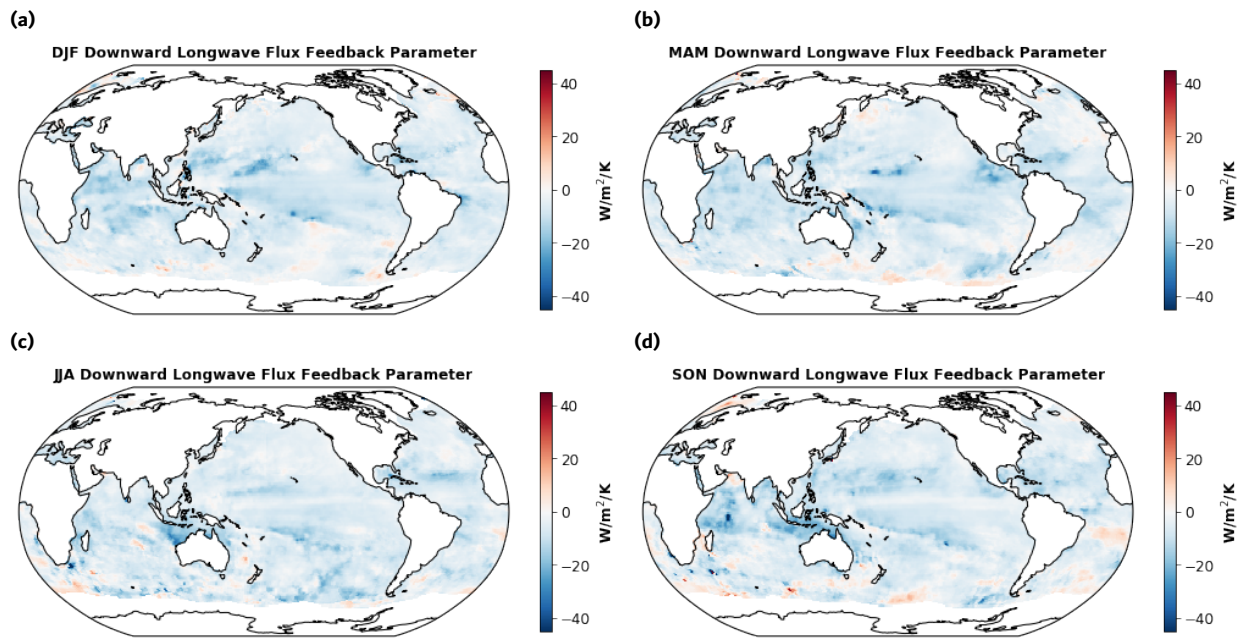 (a)
DJF Downward Longwave Flux Feedback Parameter
40
20
0
−20
−40
W/m²/K
(b)
MAM Downward Longwave Flux Feedback Parameter
40
20
0
−20
−40
W/m²/K
(c)
JJA Downward Longwave Flux Feedback Parameter
40
20
0
−20
−40
W/m²/K
(d)
SON Downward Longwave Flux Feedback Parameter
40
20
0
−20
−40
W/m²/K